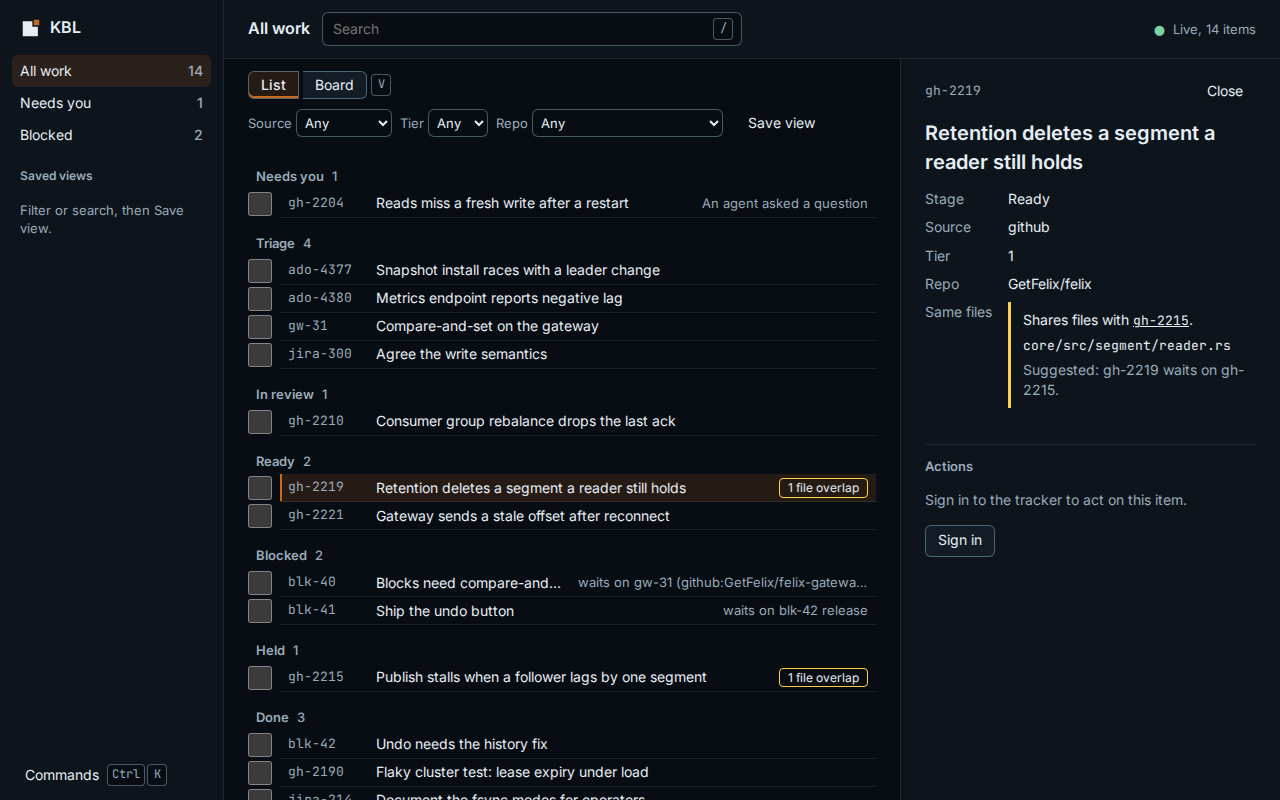 KBL
All work 14
Needs you 1
Blocked 2
Saved views
Filter or search, then Save
view.
Commands Ctrl K
All work
Search /
Live, 14 items
List Board V
Source Any Tier Any Repo Any Save view
Needs you 1
gh-2204 Reads miss a fresh write after a restart An agent asked a question
Triage 4
ado-4377 Snapshot install races with a leader change
ado-4380 Metrics endpoint reports negative lag
gw-31 Compare-and-set on the gateway
jira-300 Agree the write semantics
In review 1
gh-2210 Consumer group rebalance drops the last ack
Ready 2
gh-2219 Retention deletes a segment a reader still holds 1 file overlap
gh-2221 Gateway sends a stale offset after reconnect
Blocked 2
blk-40 Blocks need compare-and... waits on gw-31 (github:GetFelix/felix-gatewa...
blk-41 Ship the undo button waits on blk-42 release
Held 1
gh-2215 Publish stalls when a follower lags by one segment 1 file overlap
Done 3
blk-42 Undo needs the history fix
gh-2190 Flaky cluster test: lease expiry under load
jira-214 Document the fsync modes for operators
gh-2219 Close
Retention deletes a segment a
reader still holds
Stage Ready
Source github
Tier 1
Repo GetFelix/felix
Same files Shares files with gh-2215.
core/src/segment/reader.rs
Suggested: gh-2219 waits on gh-
2215.
Actions
Sign in to the tracker to act on this item.
Sign in